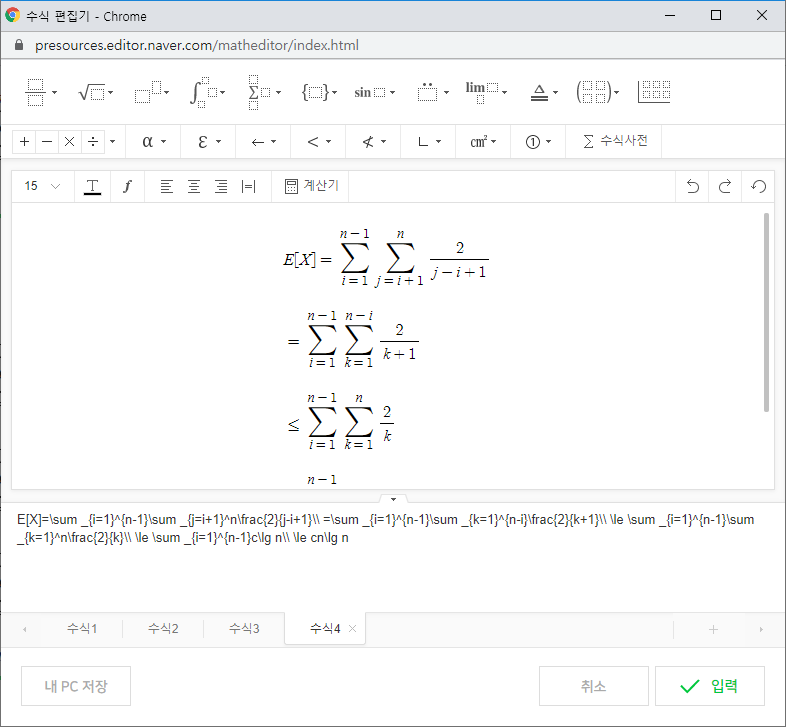 수식 편집기 - Chrome
presources.editor.naver.com/matheditor/index.html
√ ∫ Σ {} sin lim
+ − × ÷ α ε ← < ∢ ∟ ㎠ ① ∑ 수식사전
15 T f 계산기
E[X] = \sum_{i=1}^{n-1} \sum_{j=i+1}^{n} \frac{2}{j-i+1}
= \sum_{i=1}^{n-1} \sum_{k=1}^{n-i} \frac{2}{k+1}
≤ \sum_{i=1}^{n-1} \sum_{k=1}^{n} \frac{2}{k}
n−1
E[X]=\sum _{i=1}^{n-1}\sum _{j=i+1}^n\frac{2}{j-i+1}\\ =\sum _{i=1}^{n-1}\sum _{k=1}^{n-i}\frac{2}{k+1}\\ \le \sum _{i=1}^{n-1}\sum
_{k=1}^n\frac{2}{k}\\ \le \sum _{i=1}^{n-1}c\lg n\\ \le cn\lg n
수식1 수식2 수식3 수식4 × +
내 PC 저장 취소 입력